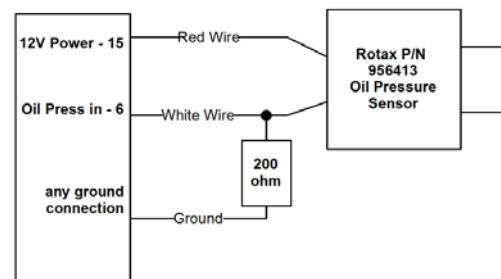 12V Power - 15
Red Wire
Rotax P/N
956413
Oil Pressure
Sensor
Oil Press in - 6
White Wire
200
ohm
any ground
connection
Ground